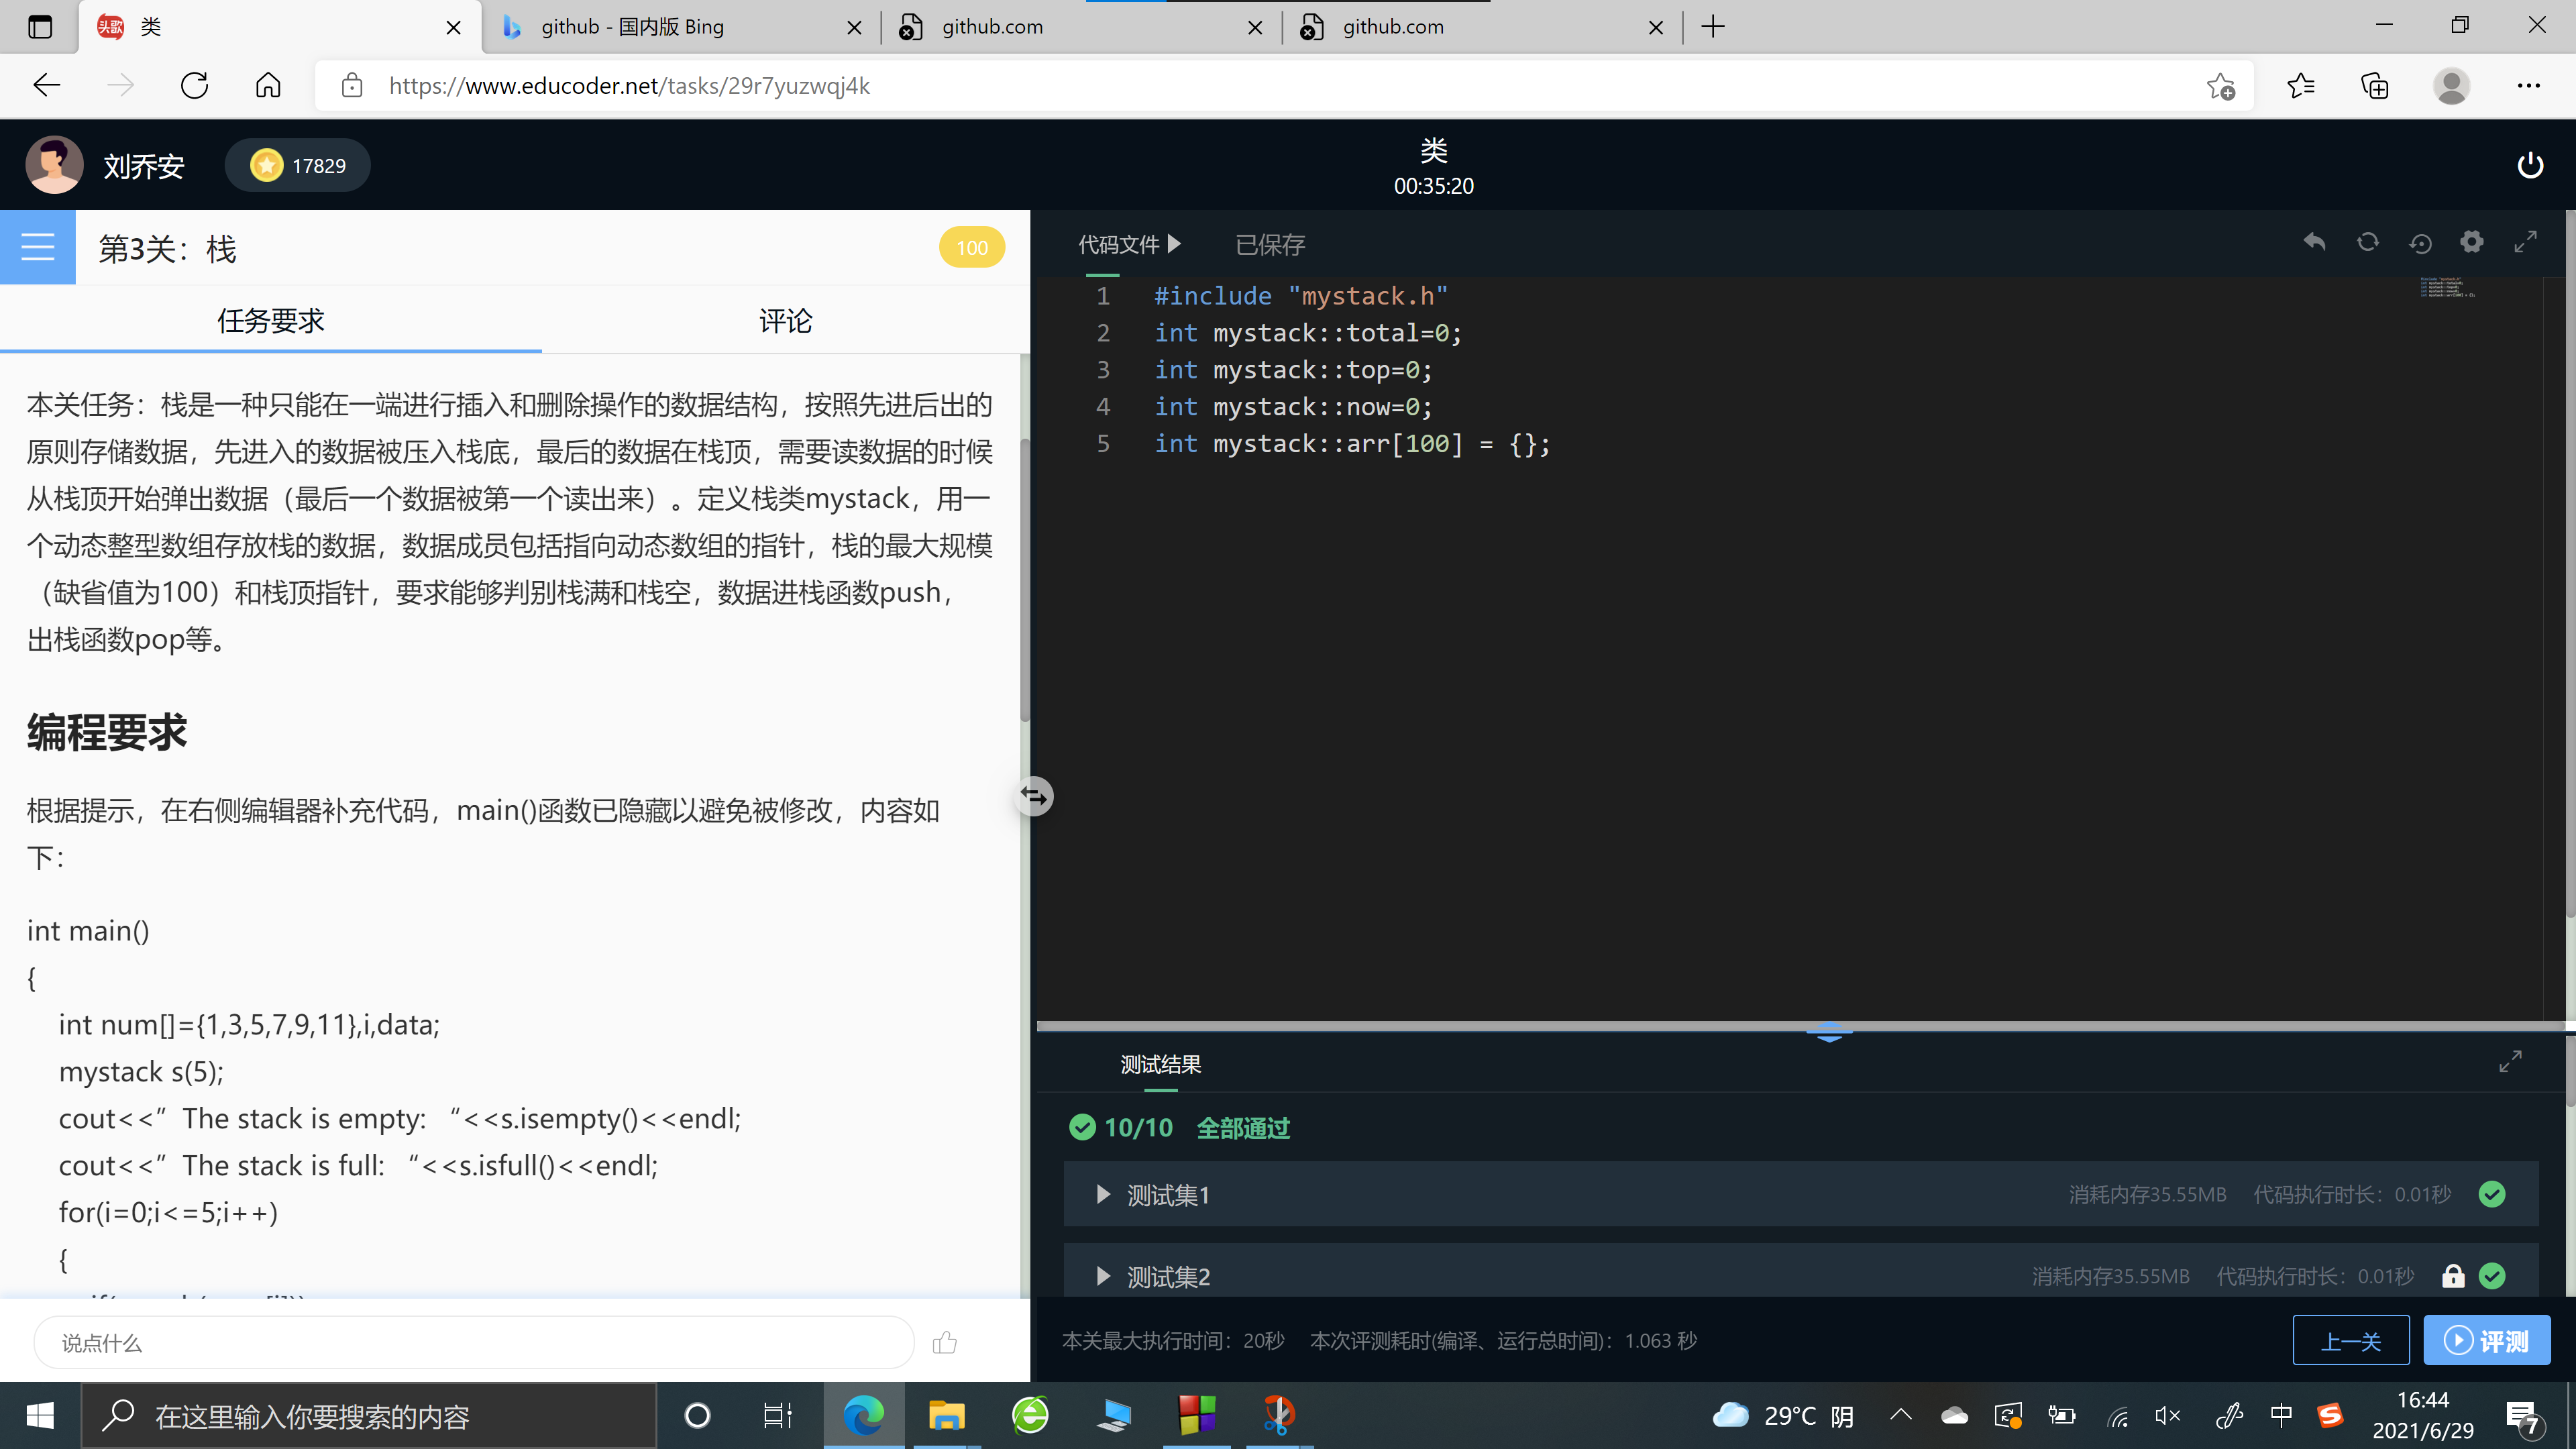 类
github - 国内版 Bing
github.com
github.com
https://www.educoder.net/tasks/29r7yuzwqj4k
刘乔安
17829
类
00:35:20
第3关：栈
100
任务要求
评论
本关任务：栈是一种只能在一端进行插入和删除操作的数据结构，按照先进后出的
原则存储数据，先进入的数据被压入栈底，最后的数据在栈顶，需要读数据的时候
从栈顶开始弹出数据（最后一个数据被第一个读出来）。定义栈类mystack，用一
个动态整型数组存放栈的数据，数据成员包括指向动态数组的指针，栈的最大规模
（缺省值为100）和栈顶指针，要求能够判别栈满和栈空，数据进栈函数push，
出栈函数pop等。
编程要求
根据提示，在右侧编辑器补充代码，main()函数已隐藏以避免被修改，内容如
下：
int main()
{
int num[]={1,3,5,7,9,11},i,data;
mystack s(5);
cout<<” The stack is empty: “<<s.isempty()<<endl;
cout<<” The stack is full: “<<s.isfull()<<endl;
for(i=0;i<=5;i++)
{
说点什么
代码文件
已保存
1 #include "mystack.h"
2 int mystack::total=0;
3 int mystack::top=0;
4 int mystack::now=0;
5 int mystack::arr[100] = {};
测试结果
10/10 全部通过
测试集1
消耗内存35.55MB 代码执行时长：0.01秒
测试集2
消耗内存35.55MB 代码执行时长：0.01秒
本关最大执行时间：20秒 本次评测耗时(编译、运行总时间)：1.063 秒
上一关
评测
在这里输入你要搜索的内容
29°C 阴
中
16:44
2021/6/29
7